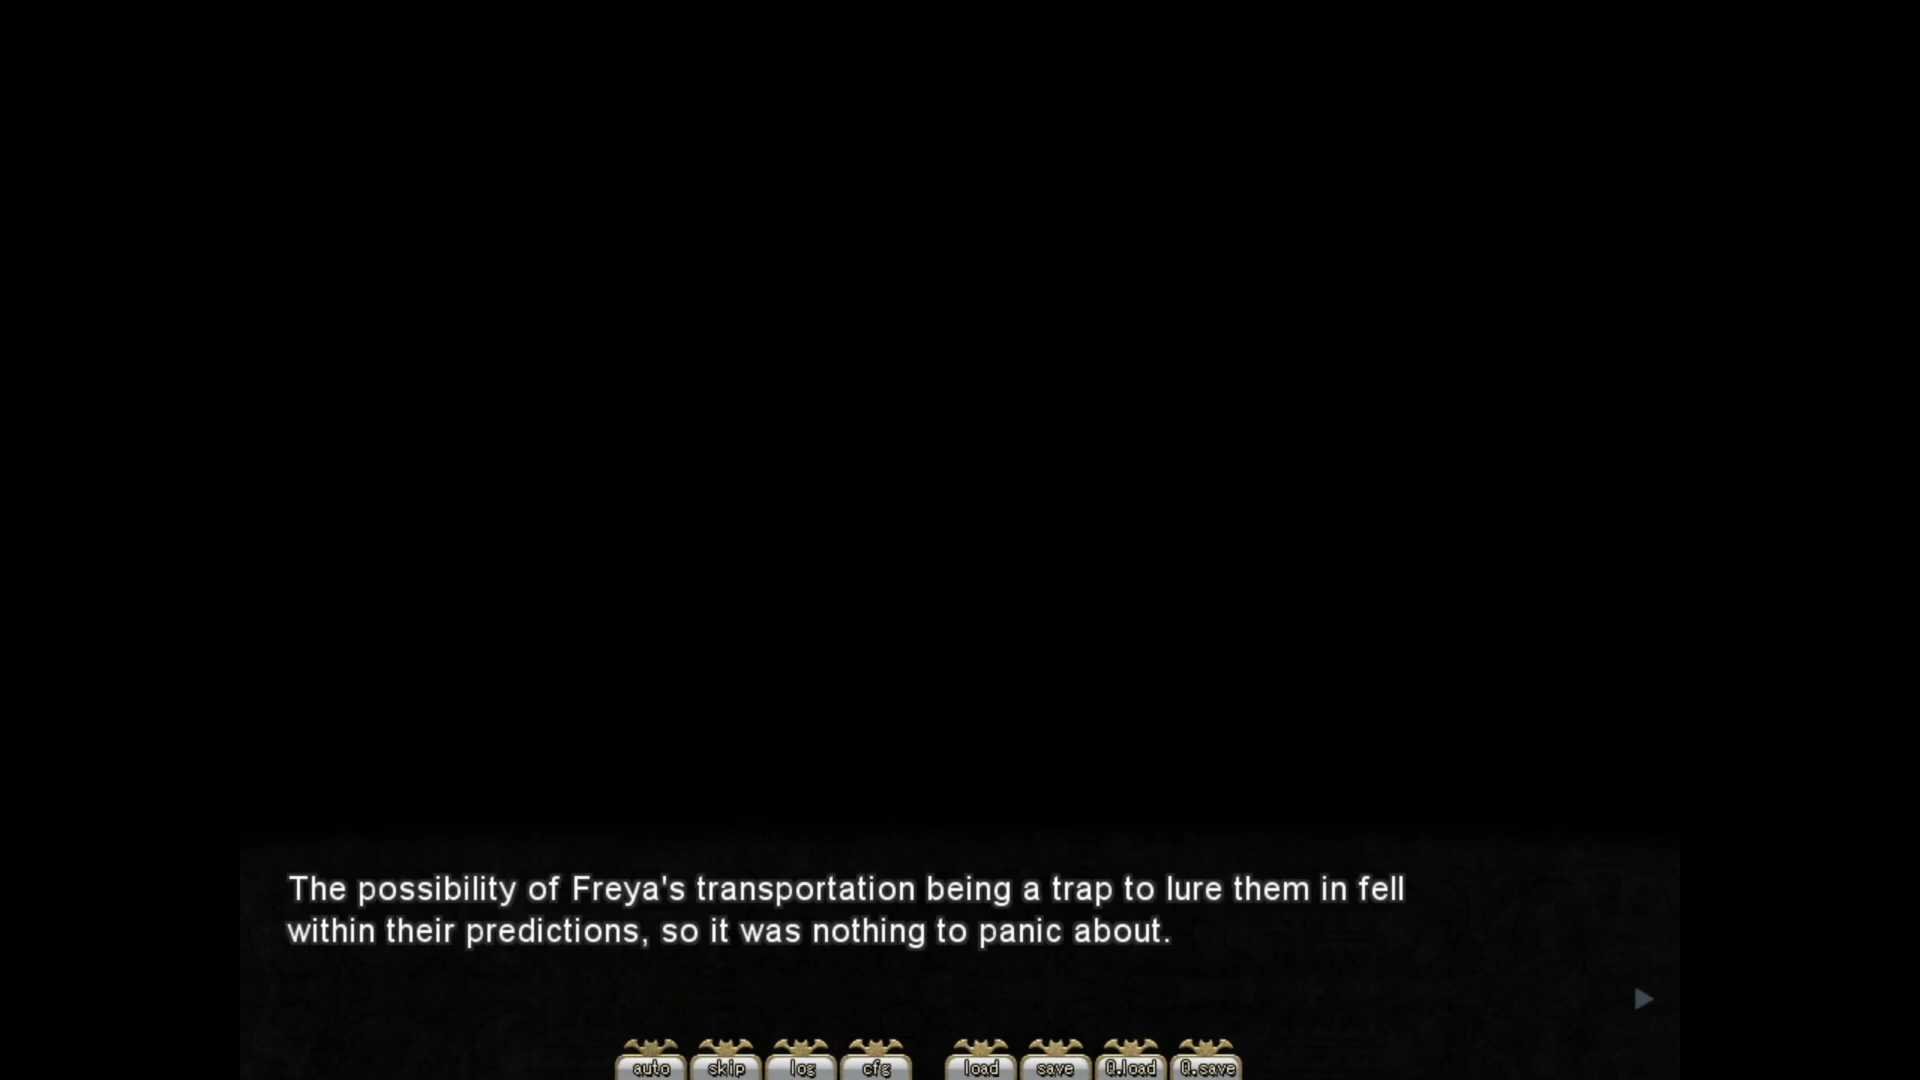 The possibility of Freya's transportation being a trap to lure them in fell
within their predictions, so it was nothing to panic about.
auto skip log cfg load save Q.load Q.save